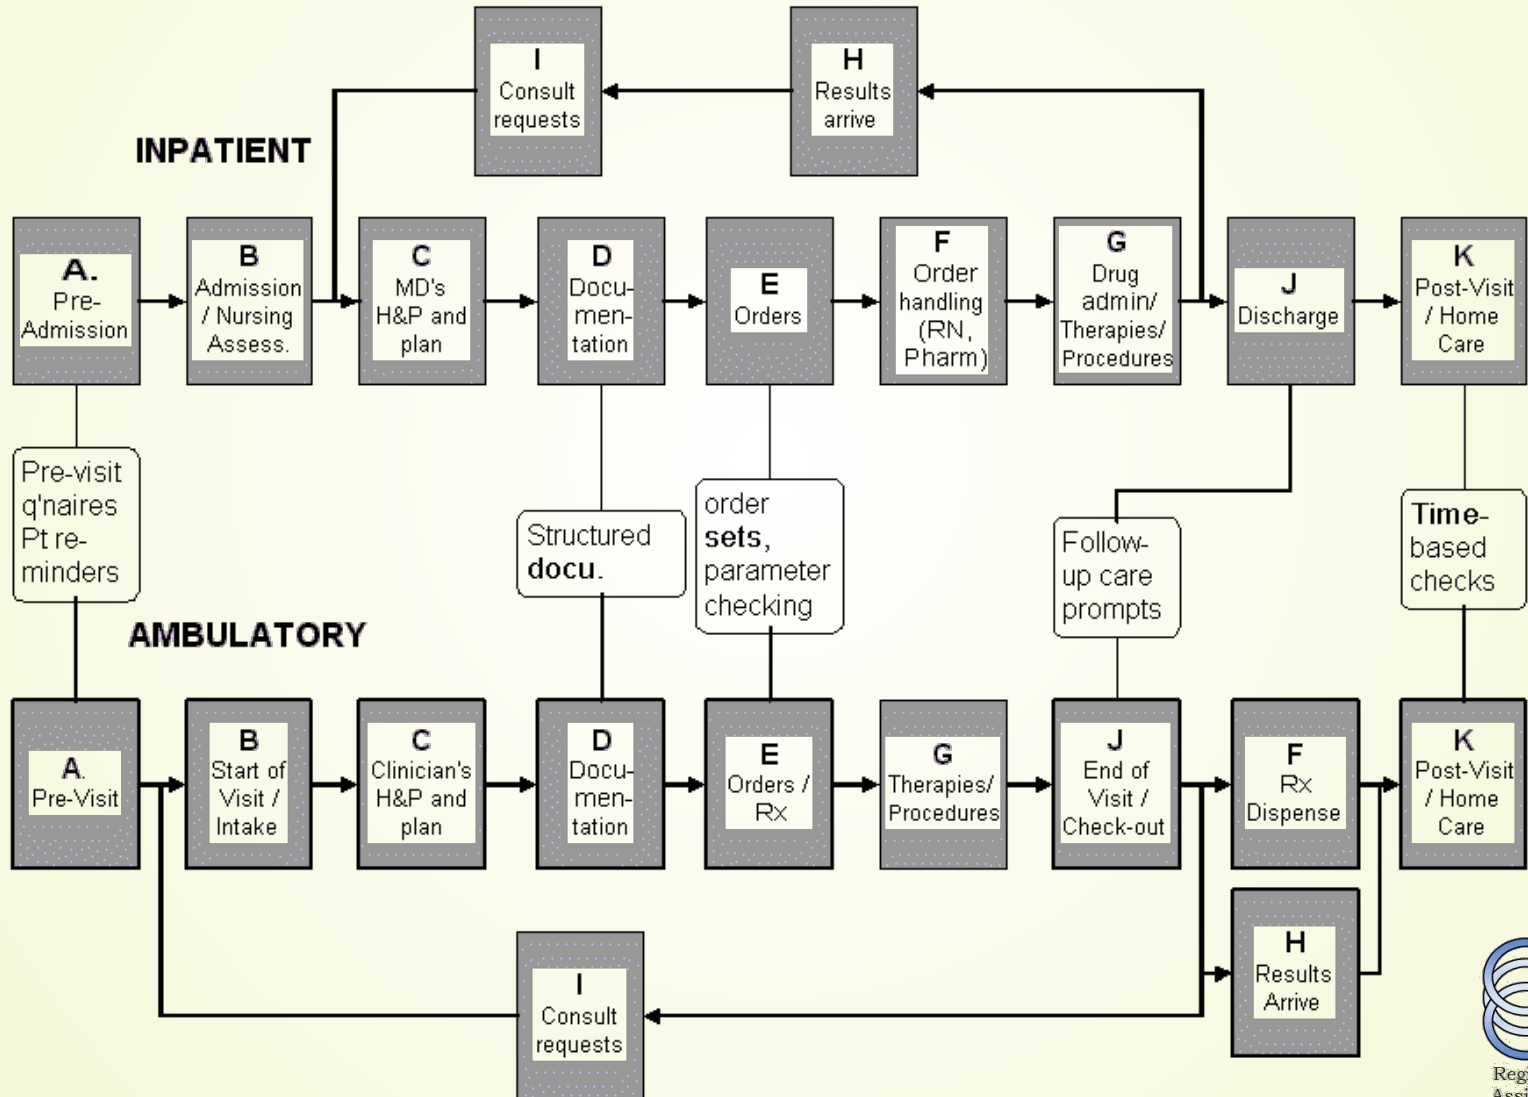 I
Consult
requests
H
Results
arrive
INPATIENT
A.
Pre-
Admission
B
Admission
/ Nursing
Assess.
C
MD's
H&P and
plan
D
Docu-
men-
tation
E
Orders
F
Order
handling
(RN,
Pharm)
G
Drug
admin/
Therapies/
Procedures
J
Discharge
K
Post-Visit
/ Home
Care
Pre-visit
q'naires
Pt re-
minders
Structured
docu.
order
sets,
parameter
checking
Follow-
up care
prompts
Time-
based
checks
AMBULATORY
A.
Pre-Visit
B
Start of
Visit /
Intake
C
Clinician's
H&P and
plan
D
Docu-
men-
tation
E
Orders /
Rx
G
Therapies/
Procedures
J
End of
Visit /
Check-out
F
Rx
Dispense
K
Post-Visit
/ Home
Care
H
Results
Arrive
I
Consult
requests